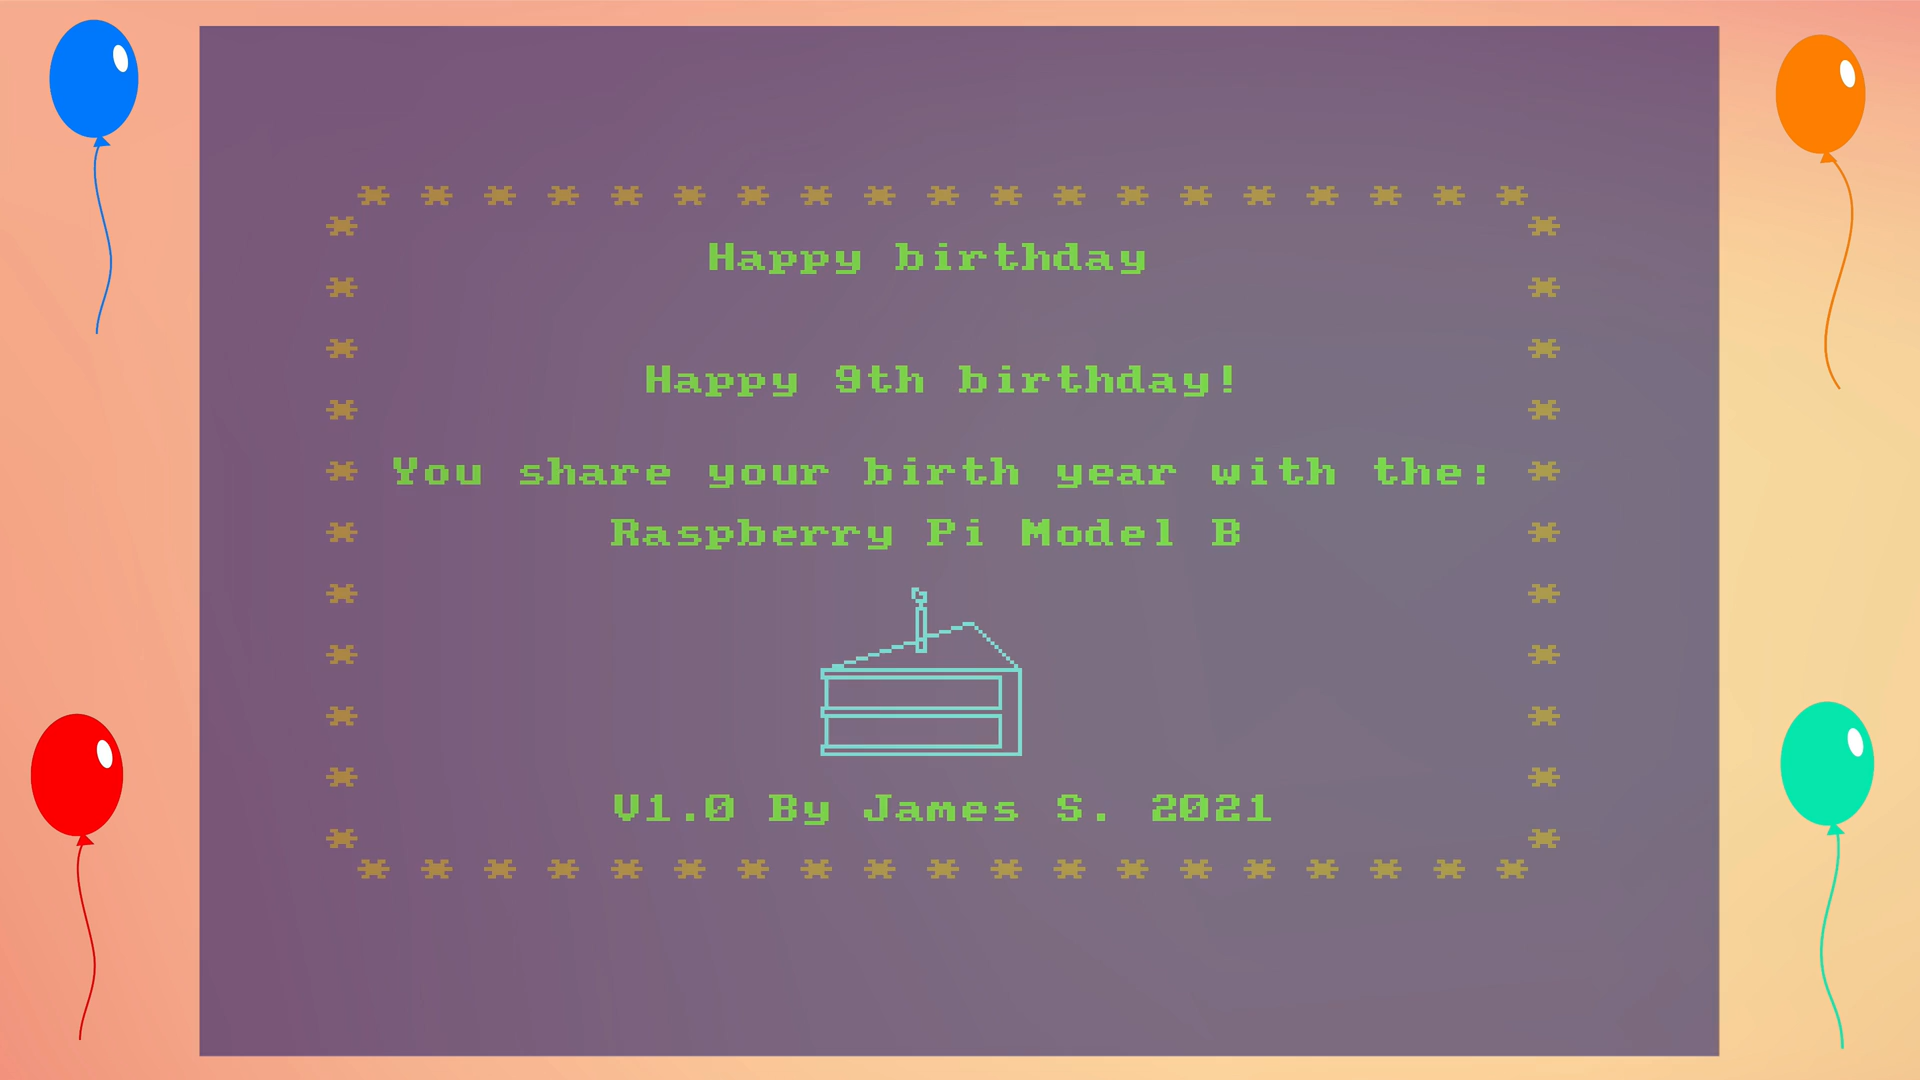 Happy birthday
Happy 9th birthday!
You share your birth year with the:
Raspberry Pi Model B
V1.0 By James S. 2021